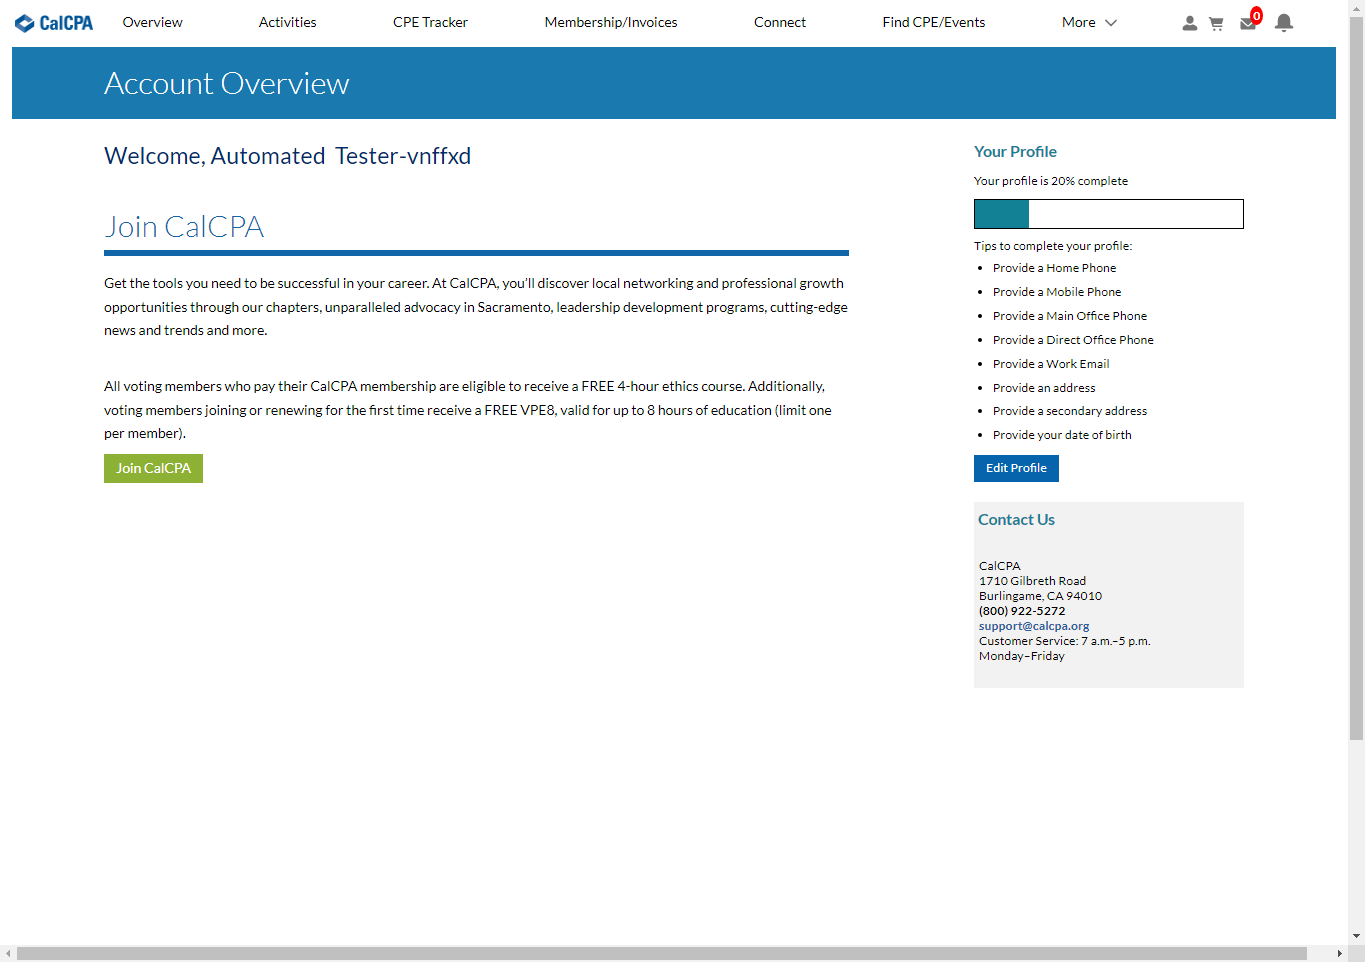 CalCPA
Overview
Activities
CPE Tracker
Membership/Invoices
Connect
Find CPE/Events
More
0
Account Overview
Welcome, Automated Tester-vnffxd
Join CalCPA
Get the tools you need to be successful in your career. At CalCPA, you'll discover local networking and professional growth
opportunities through our chapters, unparalleled advocacy in Sacramento, leadership development programs, cutting-edge
news and trends and more.
All voting members who pay their CalCPA membership are eligible to receive a FREE 4-hour ethics course. Additionally,
voting members joining or renewing for the first time receive a FREE VPE8, valid for up to 8 hours of education (limit one
per member).
Join CalCPA
Your Profile
Your profile is 20% complete
Tips to complete your profile:
Provide a Home Phone
Provide a Mobile Phone
Provide a Main Office Phone
Provide a Direct Office Phone
Provide a Work Email
Provide an address
Provide a secondary address
Provide your date of birth
Edit Profile
Contact Us
CalCPA
1710 Gilbreth Road
Burlingame, CA 94010
(800) 922-5272
support@calcpa.org
Customer Service: 7 a.m.–5 p.m.
Monday–Friday